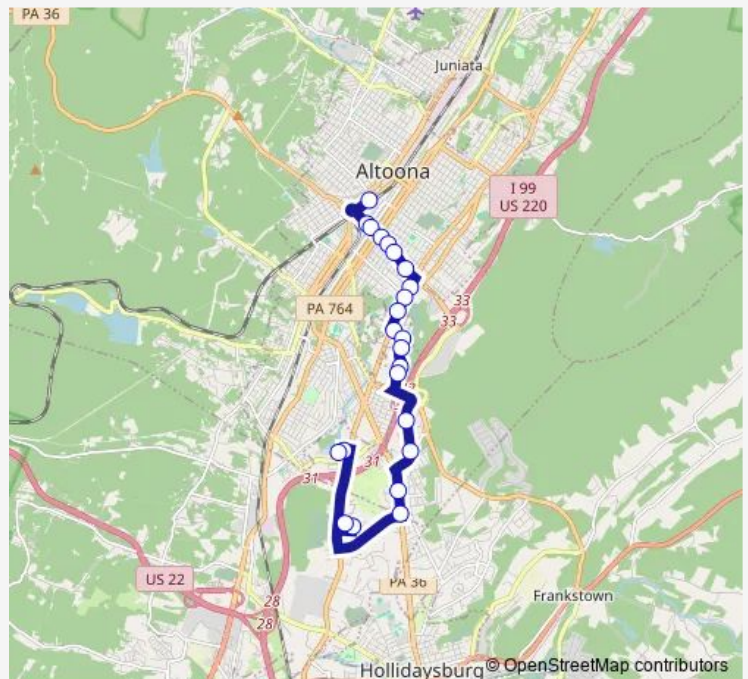 PA 36
Juniata
Altoona
I 99
US 220
33
33
PA 764
31
31
US 22
PA 36
28
28
Frankstown
Hollidaysburg
© OpenStreetMap contributors